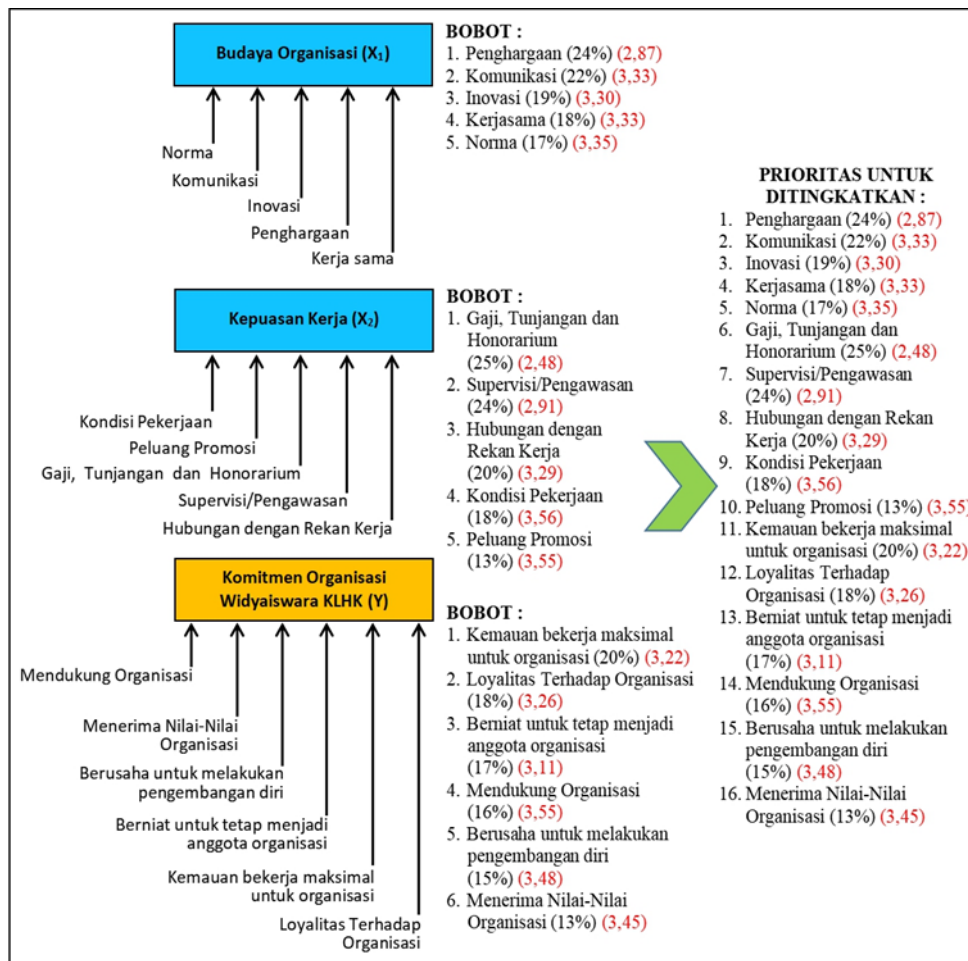 Budaya Organisasi (X₁)
Norma
Komunikasi
Inovasi
Penghargaan
Kerja sama
BOBOT :
1. Penghargaan (24%) (2,87)
2. Komunikasi (22%) (3,33)
3. Inovasi (19%) (3,30)
4. Kerjasama (18%) (3,33)
5. Norma (17%) (3,35)
Kepuasan Kerja (X₂)
Kondisi Pekerjaan
Peluang Promosi
Gaji, Tunjangan dan Honorarium
Supervisi/Pengawasan
Hubungan dengan Rekan Kerja
BOBOT :
1. Gaji, Tunjangan dan
Honorarium
(25%) (2,48)
2. Supervisi/Pengawasan
(24%) (2,91)
3. Hubungan dengan
Rekan Kerja
(20%) (3,29)
4. Kondisi Pekerjaan
(18%) (3,56)
5. Peluang Promosi
(13%) (3,55)
Komitmen Organisasi
Widyaiswara KLHK (Y)
Mendukung Organisasi
Menerima Nilai-Nilai
Organisasi
Berusaha untuk melakukan
pengembangan diri
Berniat untuk tetap menjadi
anggota organisasi
Kemauan bekerja maksimal
untuk organisasi
Loyalitas Terhadap
Organisasi
BOBOT :
1. Kemauan bekerja maksimal
untuk organisasi (20%) (3,22)
2. Loyalitas Terhadap Organisasi
(18%) (3,26)
3. Berniat untuk tetap menjadi
anggota organisasi
(17%) (3,11)
4. Mendukung Organisasi
(16%) (3,55)
5. Berusaha untuk melakukan
pengembangan diri
(15%) (3,48)
6. Menerima Nilai-Nilai
Organisasi (13%) (3,45)
PRIORITAS UNTUK
DITINGKATKAN :
1. Penghargaan (24%) (2,87)
2. Komunikasi (22%) (3,33)
3. Inovasi (19%) (3,30)
4. Kerjasama (18%) (3,33)
5. Norma (17%) (3,35)
6. Gaji, Tunjangan dan
Honorarium (25%) (2,48)
7. Supervisi/Pengawasan
(24%) (2,91)
8. Hubungan dengan Rekan
Kerja (20%) (3,29)
9. Kondisi Pekerjaan
(18%) (3,56)
10. Peluang Promosi (13%) (3,55)
11. Kemauan bekerja maksimal
untuk organisasi (20%) (3,22)
12. Loyalitas Terhadap
Organisasi (18%) (3,26)
13. Berniat untuk tetap menjadi
anggota organisasi
(17%) (3,11)
14. Mendukung Organisasi
(16%) (3,55)
15. Berusaha untuk melakukan
pengembangan diri
(15%) (3,48)
16. Menerima Nilai-Nilai
Organisasi (13%) (3,45)